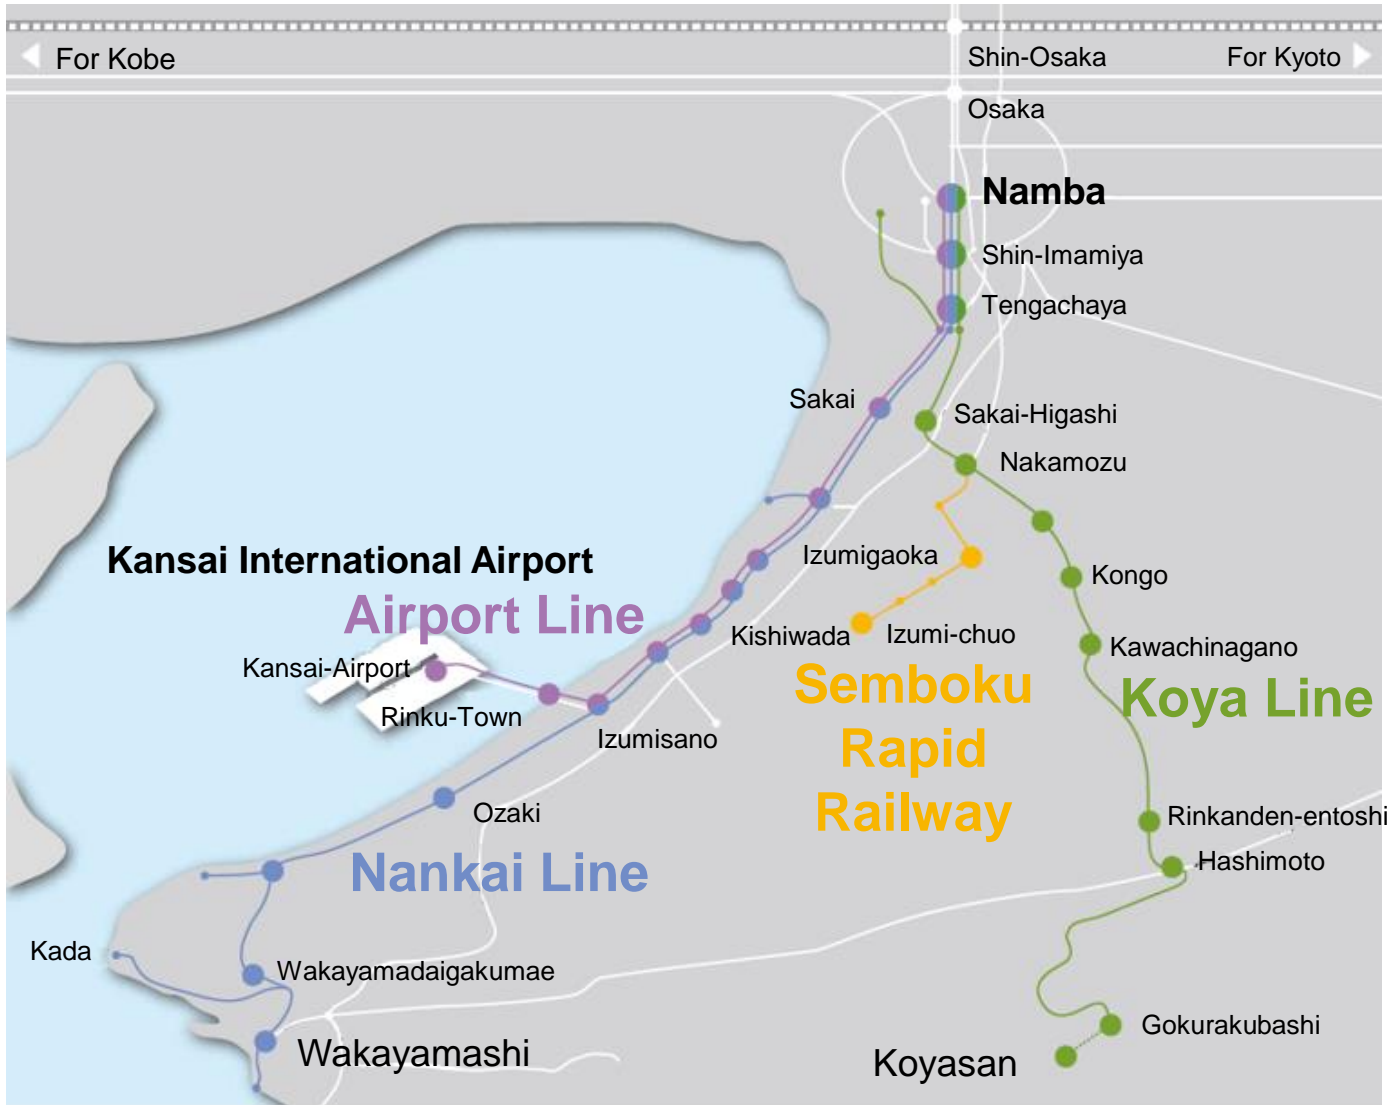 For Kobe
Shin-Osaka
For Kyoto
Osaka
Namba
Shin-Imamiya
Tengachaya
Sakai
Sakai-Higashi
Nakamozu
Kansai International Airport
Izumigaoka
Kongo
Airport Line
Kishiwada
Izumi-chuo
Kawachinagano
Kansai-Airport
Semboku
Rapid
Railway
Koya Line
Rinku-Town
Izumisano
Ozaki
Rinkanden-entoshi
Nankai Line
Hashimoto
Kada
Wakayamadaigakumae
Gokurakubashi
Wakayamashi
Koyasan